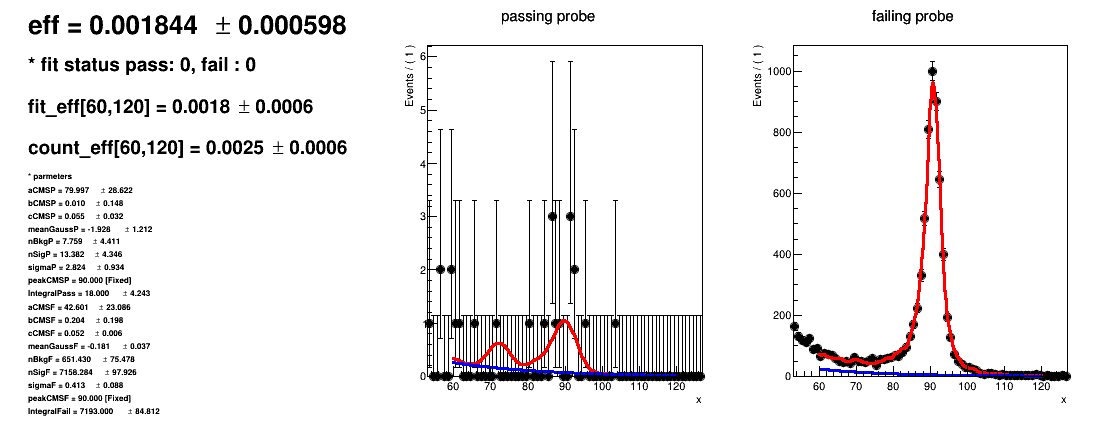 eff = 0.001844 ± 0.000598
* fit status pass: 0, fail : 0
fit_eff[60,120] = 0.0018 ± 0.0006
count_eff[60,120] = 0.0025 ± 0.0006
* parmeters
aCMSP = 79.997 ± 28.622
bCMSP = 0.010 ± 0.148
cCMSP = 0.055 ± 0.032
meanGaussP = -1.928 ± 1.212
nBkgP = 7.759 ± 4.411
nSigP = 13.382 ± 4.346
sigmaP = 2.824 ± 0.934
peakCMSP = 90.000 [Fixed]
IntegralPass = 18.000 ± 4.243
aCMSF = 42.601 ± 23.086
bCMSF = 0.204 ± 0.198
cCMSF = 0.052 ± 0.006
meanGaussF = -0.181 ± 0.037
nBkgF = 651.430 ± 75.478
nSigF = 7158.284 ± 97.926
sigmaF = 0.413 ± 0.088
peakCMSF = 90.000 [Fixed]
IntegralFail = 7193.000 ± 84.812
passing probe
Events / ( 1 )
6
5
4
3
2
1
0
60 70 80 90 100 110 120
x
failing probe
Events / ( 1 )
1000
800
600
400
200
0
60 70 80 90 100 110 120
x